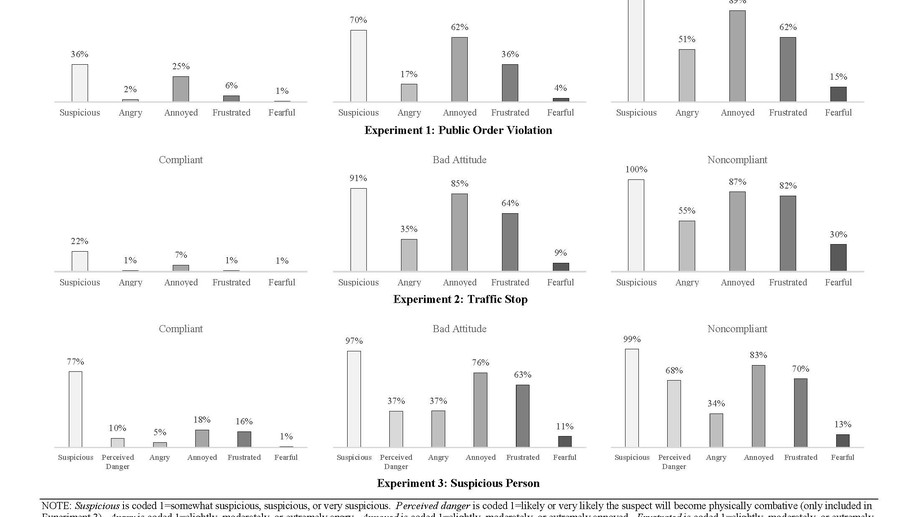 89%
70%
62%
62%
51%
36%
36%
25%
17%
15%
2%
6%
1%
4%
Suspicious Angry Annoyed Frustrated Fearful Suspicious Angry Annoyed Frustrated Fearful Suspicious Angry Annoyed Frustrated Fearful
Experiment 1: Public Order Violation
Compliant Bad Attitude Noncompliant
22% 1% 7% 1% 1% 91% 35% 85% 64% 9% 100% 55% 87% 82% 30%
Suspicious Angry Annoyed Frustrated Fearful Suspicious Angry Annoyed Frustrated Fearful Suspicious Angry Annoyed Frustrated Fearful
Experiment 2: Traffic Stop
Compliant Bad Attitude Noncompliant
77% 10% 5% 18% 16% 1% 97% 37% 37% 76% 63% 11% 99% 68% 34% 83% 70% 13%
Suspicious Perceived Angry Annoyed Frustrated Fearful Suspicious Perceived Angry Annoyed Frustrated Fearful Suspicious Perceived Angry Annoyed Frustrated Fearful
Danger Danger Danger
Experiment 3: Suspicious Person
NOTE: Suspicious is coded 1=somewhat suspicious, suspicious, or very suspicious. Perceived danger is coded 1=likely or very likely the suspect will become physically combative (only included in